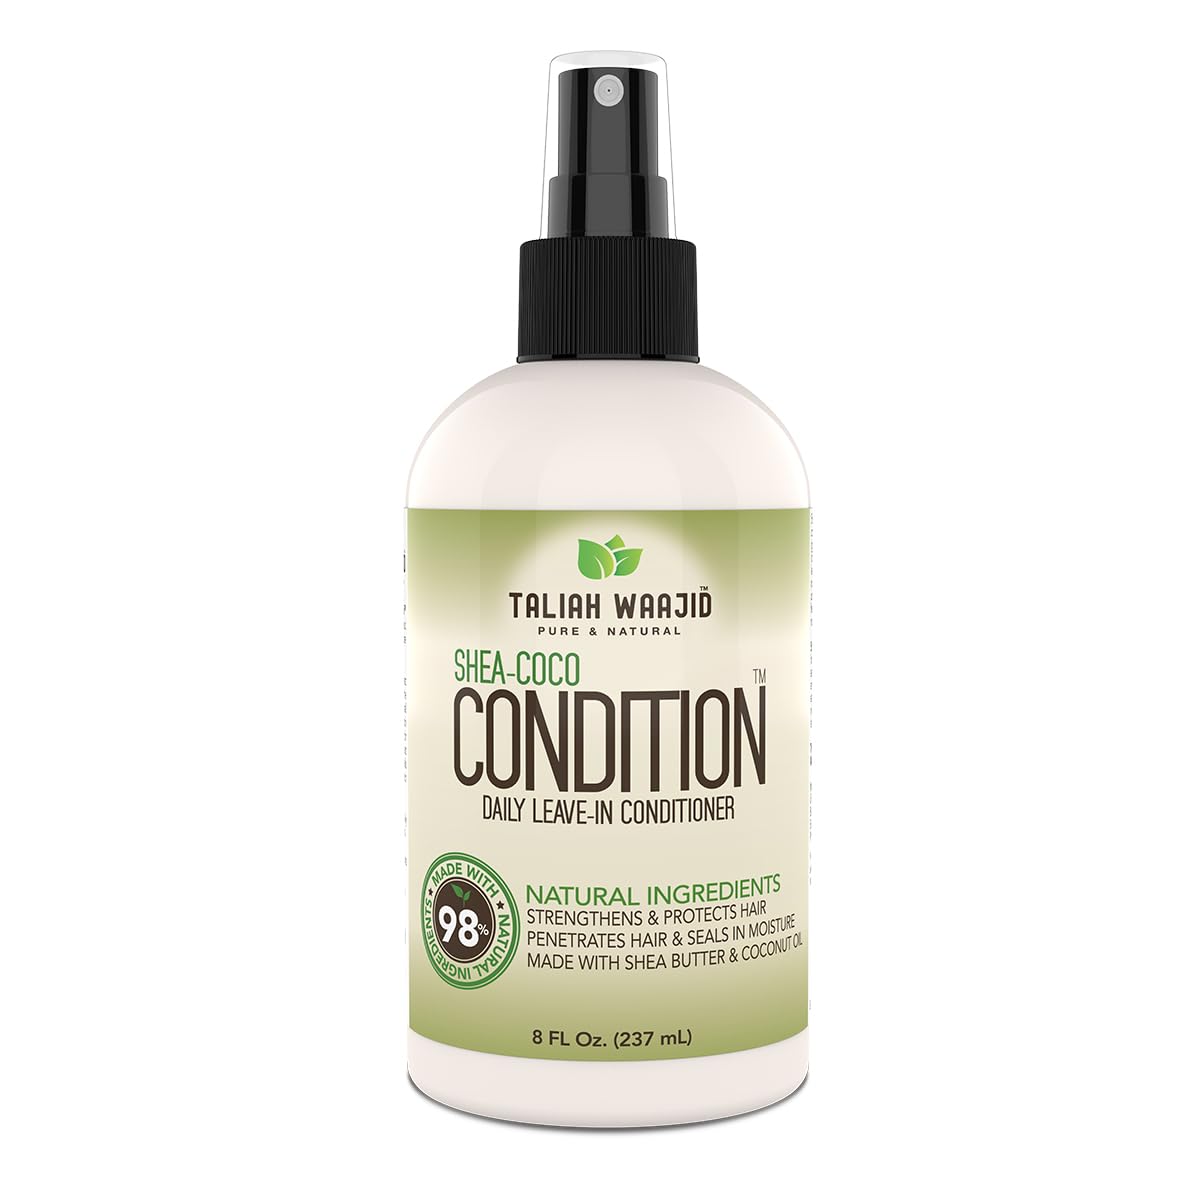 TALIAH WAAJID™
PURE & NATURAL
SHEA-COCO
CONDITION™
DAILY LEAVE-IN CONDITIONER
MADE WITH
98%
NATURAL INGREDIENTS
NATURAL INGREDIENTS
STRENGTHENS & PROTECTS HAIR
PENETRATES HAIR & SEALS IN MOISTURE
MADE WITH SHEA BUTTER & COCONUT OIL
8 FL Oz. (237 mL)